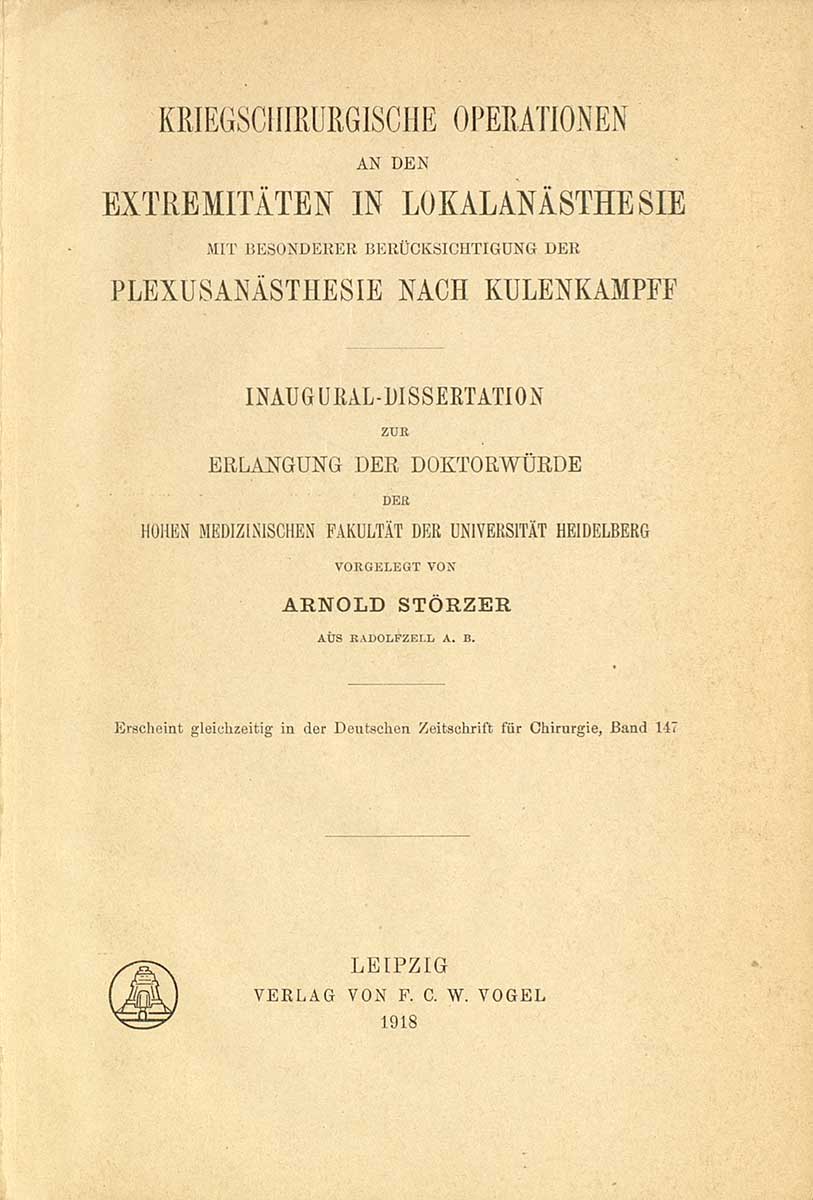 KRIEGSCHIRURGISCHE OPERATIONEN
AN DEN
EXTREMITÄTEN IN LOKALANÄSTHESIE
MIT BESONDERER BERÜCKSICHTIGUNG DER
PLEXUSANÄSTHESIE NACH KULENKAMPFF
INAUGURAL-DISSERTATION
ZUR
ERLANGUNG DER DOKTORWÜRDE
DER
HOHEN MEDIZINISCHEN FAKULTÄT DER UNIVERSITÄT HEIDELBERG
VORGELEGT VON
ARNOLD STÖRZER
AUS RADOLFZELL A. B.
Erscheint gleichzeitig in der Deutschen Zeitschrift für Chirurgie, Band 147
LEIPZIG
VERLAG VON F. C. W. VOGEL
1918